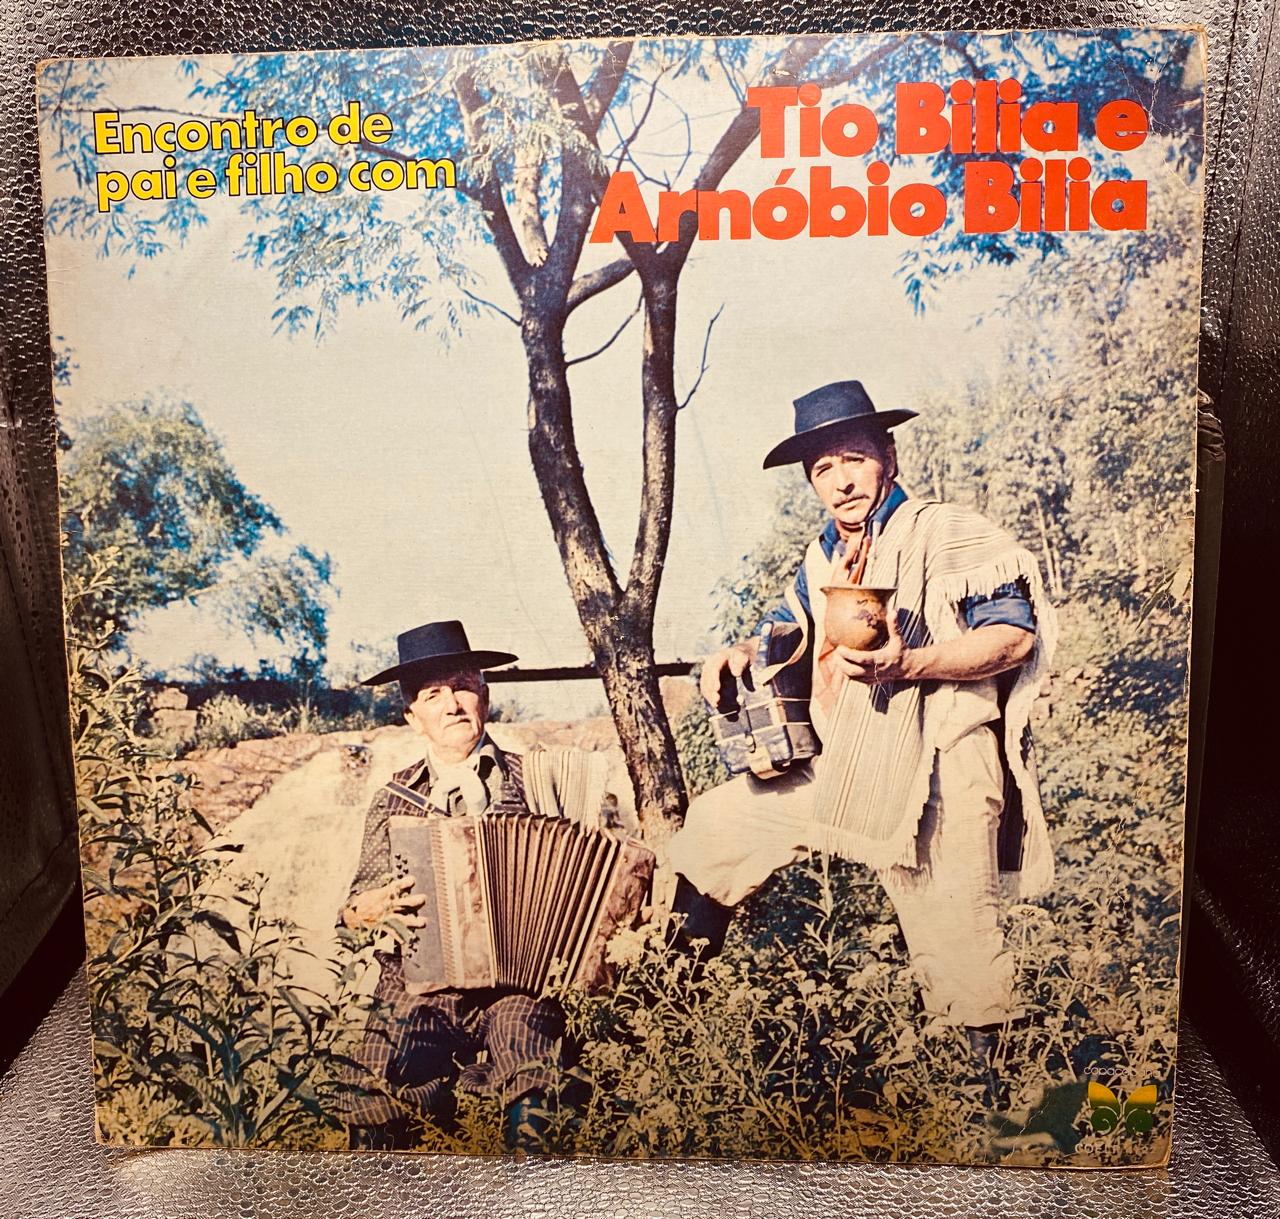 Encontro de
pai e filho com
Tio Bilia e
Arnóbio Bilia